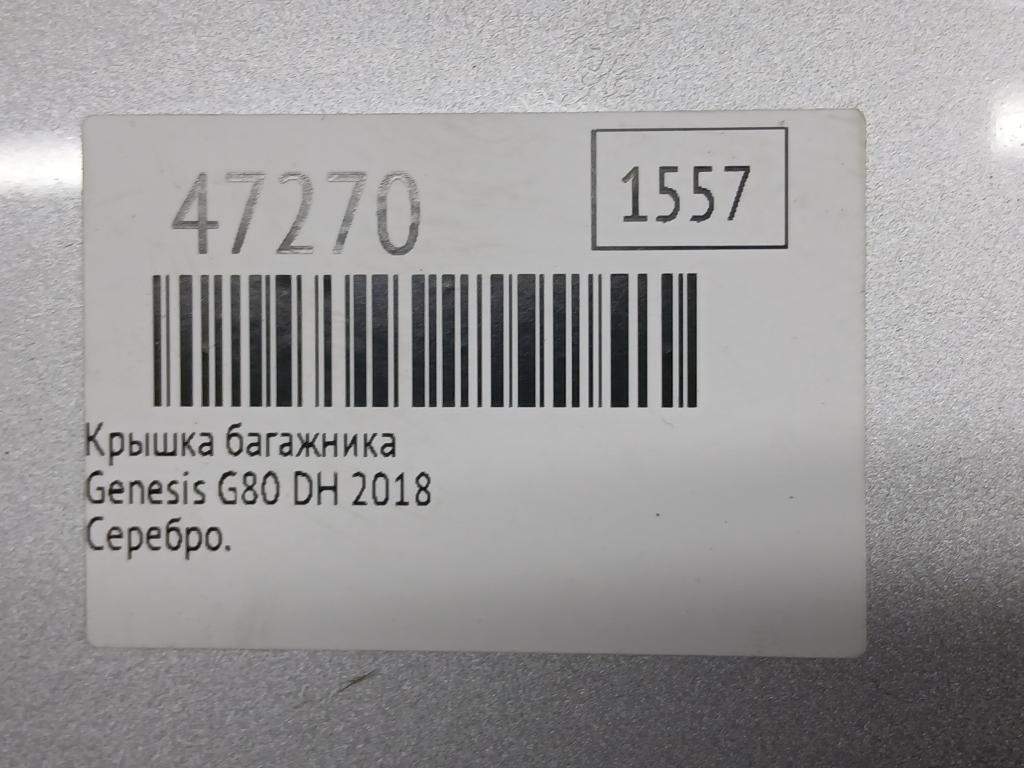 47270
1557
Крышка багажника
Genesis G80 DH 2018
Серебро.